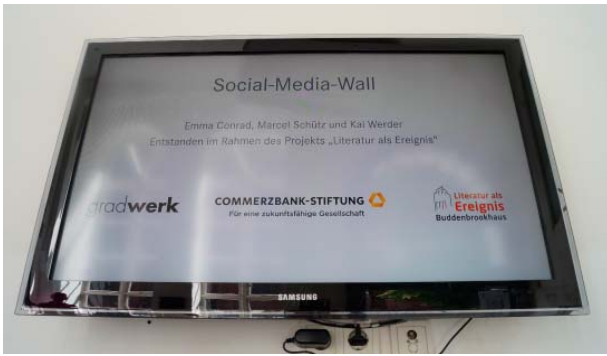 Social-Media-Wall
Emma Conrad, Marcel Schütz und Kai Werder
Entstanden im Rahmen des Projekts „Literatur als Ereignis"
gradwerk
COMMERZBANK-STIFTUNG
Für eine zukunftsfähige Gesellschaft
Literatur als
Ereignis
Buddenbrookhaus
SAMSUNG